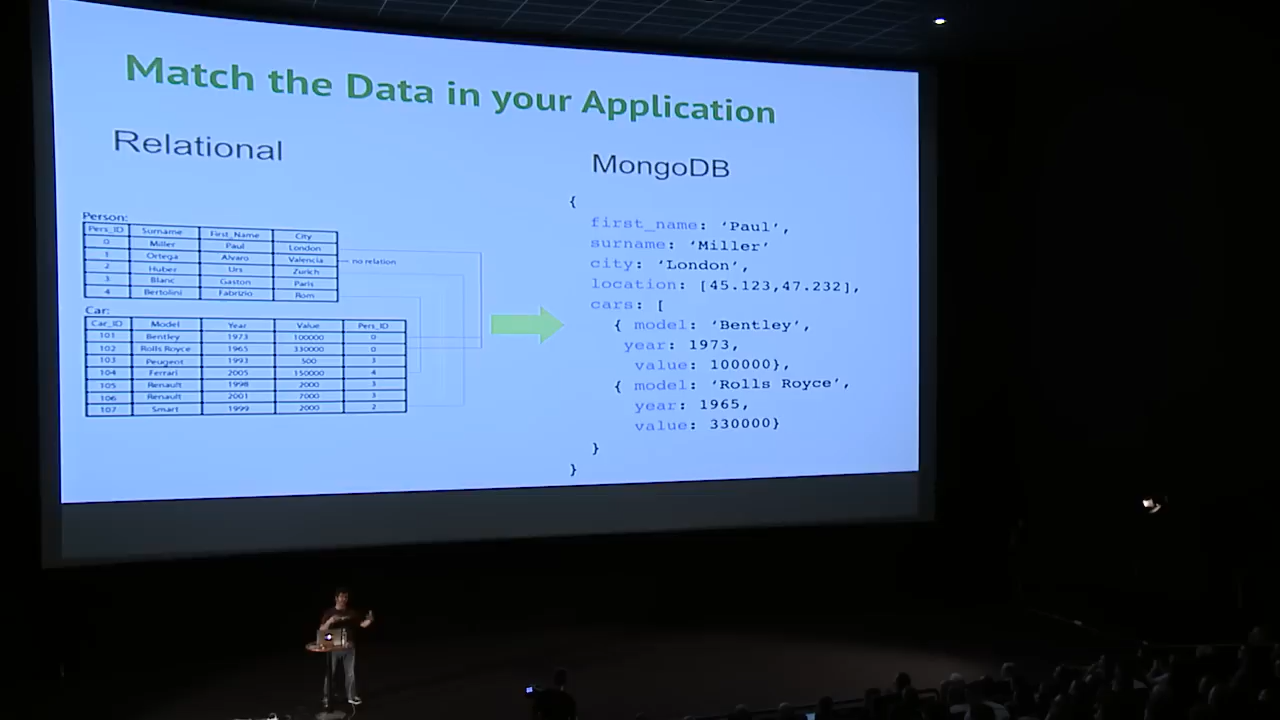 Match the Data in your Application
Relational
MongoDB
Person:
Pers_ID Surname First_Name City
0 Miller Paul London
1 Ortega Alvaro Valencia
no relation
2 Huber Urs Zurich
3 Blanc Gaston Paris
4 Bertolini Fabrizio Rom
Car:
Car_ID Model Year Value Pers_ID
101 Bentley 1973 100000 0
102 Rolls Royce 1965 330000 0
103 Peugeot 1993 500 3
104 Ferrari 2005 150000 4
105 Renault 1998 2000 3
106 Renault 2001 7000 3
107 Smart 1999 2000 2
{
first_name: ‘Paul’,
surname: ‘Miller’
city: ‘London’,
location: [45.123,47.232],
cars: [
{ model: ‘Bentley’,
year: 1973,
value: 100000},
{ model: ‘Rolls Royce’,
year: 1965,
value: 330000}
}
}